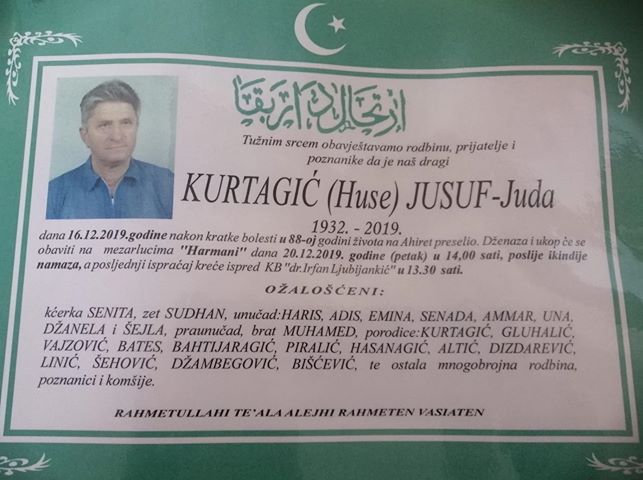 ارتحال دار بقا
Tužnim srcem obavještavamo rodbinu, prijatelje i
poznanike da je naš dragi
KURTAGIĆ (Huse) JUSUF-Juda
1932. - 2019.
dana 16.12.2019.godine nakon kratke bolesti u 88-oj godini života na Ahiret preselio. Dženaza i ukop će se
obaviti na mezarlucima "Harmani" dana 20.12.2019. godine (petak) u 14,00 sati, poslije ikindije
namaza, a posljednji ispraćaj kreće ispred KB "dr.Irfan Ljubijankić" u 13.30 sati.
OŽALOŠĆENI:
kćerka SENITA, zet SUDHAN, unučad:HARIS, ADIS, EMINA, SENADA, AMMAR, UNA,
DŽANELA i ŠEJLA, praunučad, brat MUHAMED, porodice:KURTAGIĆ, GLUHALIĆ,
VAJZOVIĆ, BATES, BAHTIJARAGIĆ, PIRALIĆ, HASANAGIĆ, ALTIĆ, DIZDAREVIĆ,
LINIĆ, ŠEHOVIĆ, DŽAMBEGOVIĆ, BIŠĆEVIĆ, te ostala mnogobrojna rodbina,
poznanici i komšije.
RAHMETULLAHI TE'ALA ALEJHI RAHMETEN VASIATEN